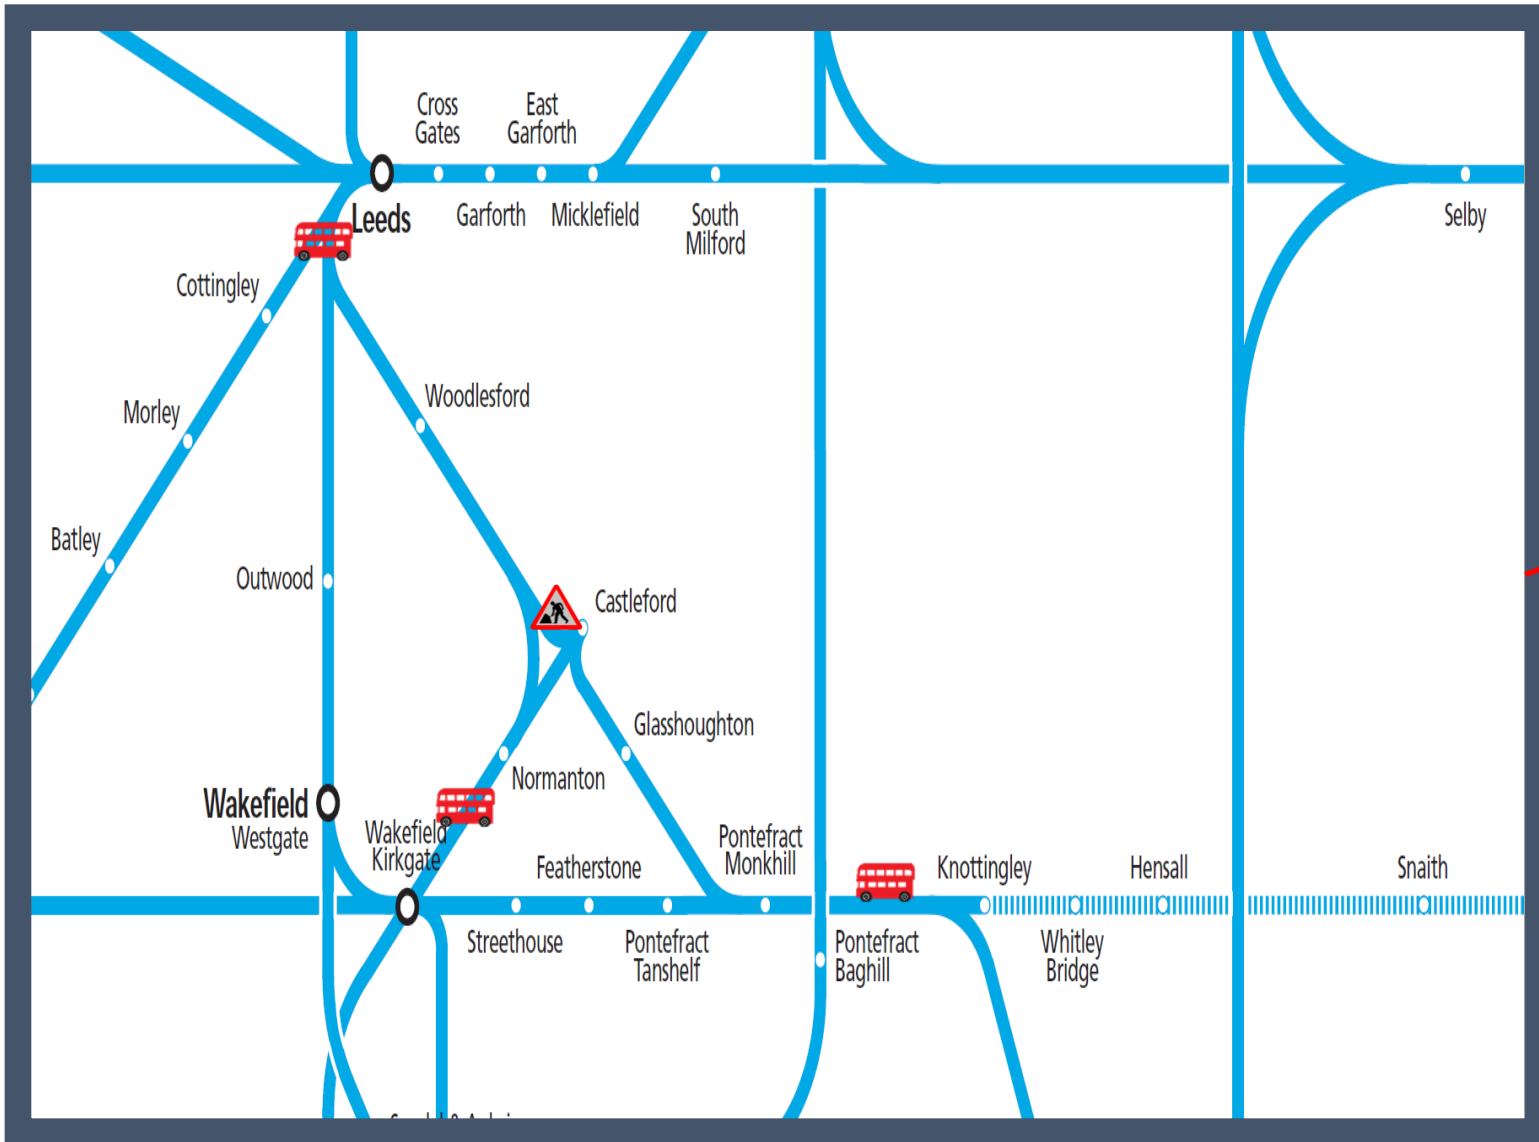 Cross
Gates
East
Garforth
Leeds
Garforth
Micklefield
South
Milford
Selby
Cottingley
Woodlesford
Morley
Batley
Outwood
Castleford
Glasshoughton
Normanton
Wakefield
Westgate
Wakefield
Kirkgate
Featherstone
Pontefract
Monkhill
Knottingley
Hensall
Snaith
Streethouse
Pontefract
Tanshelf
Pontefract
Baghill
Whitley
Bridge